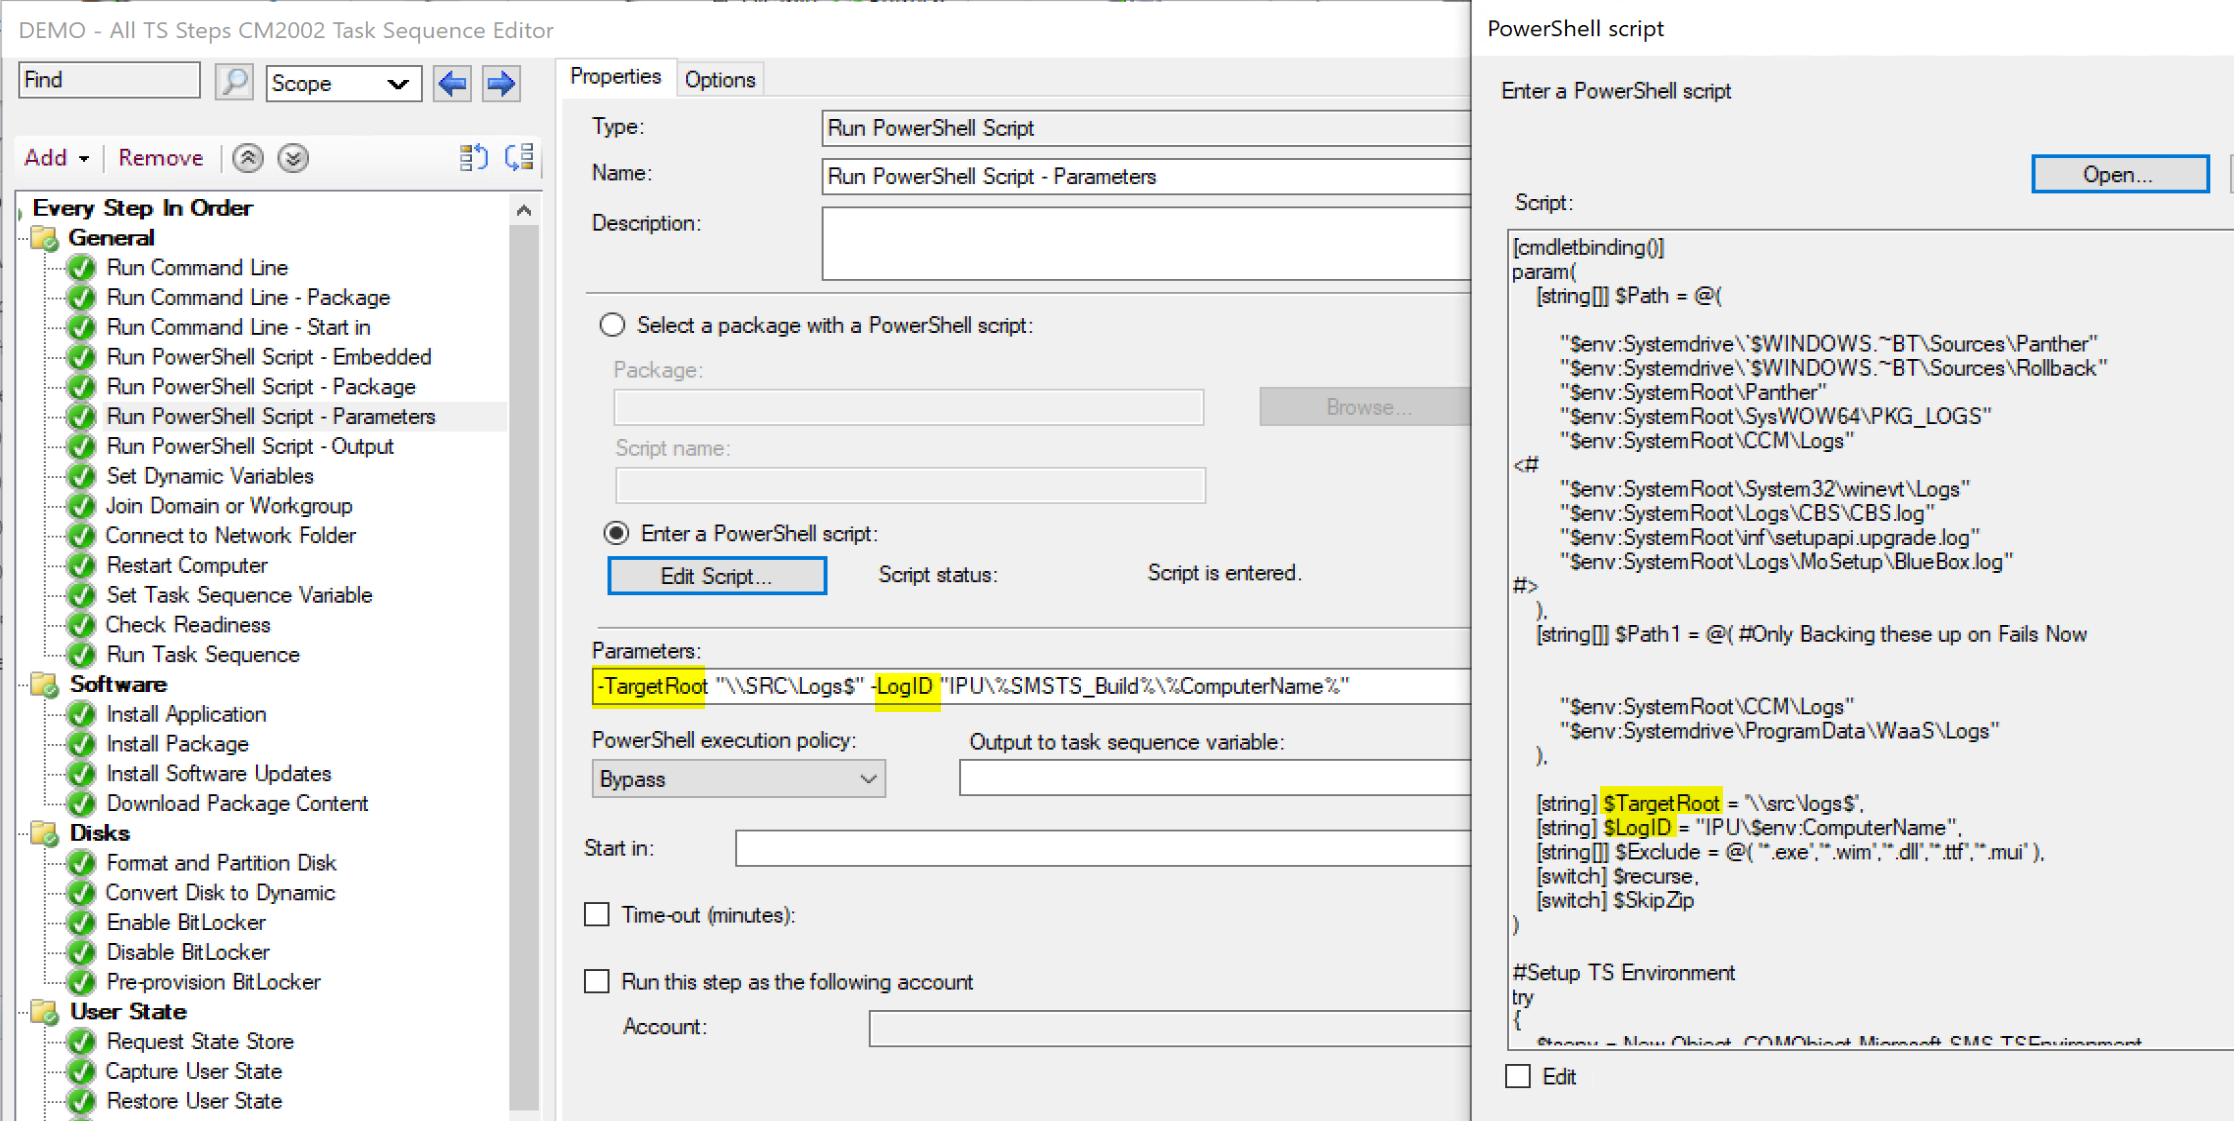 DEMO - All TS Steps CM2002 Task Sequence Editor
Find
Scope
Add
Remove
Every Step In Order
General
Run Command Line
Run Command Line - Package
Run Command Line - Start in
Run PowerShell Script - Embedded
Run PowerShell Script - Package
Run PowerShell Script - Parameters
Run PowerShell Script - Output
Set Dynamic Variables
Join Domain or Workgroup
Connect to Network Folder
Restart Computer
Set Task Sequence Variable
Check Readiness
Run Task Sequence
Software
Install Application
Install Package
Install Software Updates
Download Package Content
Disks
Format and Partition Disk
Convert Disk to Dynamic
Enable BitLocker
Disable BitLocker
Pre-provision BitLocker
User State
Request State Store
Capture User State
Restore User State
Properties
Options
Type:
Run PowerShell Script
Name:
Run PowerShell Script - Parameters
Description:
Select a package with a PowerShell script:
Package:
Browse...
Script name:
Enter a PowerShell script:
Edit Script...
Script status:
Script is entered.
Parameters:
-TargetRoot "\\SRC\Logs$" -LogID "IPU\%SMSTS_Build%\%ComputerName%"
PowerShell execution policy:
Output to task sequence variable:
Bypass
Start in:
Time-out (minutes):
Run this step as the following account
Account:
PowerShell script
Enter a PowerShell script
Open...
Script:
[cmdletbinding()]
param(
[string[]] $Path = @(
"$env:Systemdrive\`$WINDOWS.~BT\Sources\Panther"
"$env:Systemdrive\`$WINDOWS.~BT\Sources\Rollback"
"$env:SystemRoot\Panther"
"$env:SystemRoot\SysWOW64\PKG_LOGS"
"$env:SystemRoot\CCM\Logs"
<#
"$env:SystemRoot\System32\winevt\Logs"
"$env:SystemRoot\Logs\CBS\CBS.log"
"$env:SystemRoot\inf\setupapi.upgrade.log"
"$env:SystemRoot\Logs\MoSetup\BlueBox.log"
#>
),
[string[]] $Path1 = @( #Only Backing these up on Fails Now
"$env:SystemRoot\CCM\Logs"
"$env:Systemdrive\ProgramData\WaaS\Logs"
),
[string] $TargetRoot = '\\src\logs$',
[string] $LogID = "IPU\$env:ComputerName",
[string[]] $Exclude = @( '*.exe','*.wim','*.dll','*.ttf','*.mui' ),
[switch] $recurse,
[switch] $SkipZip
)
#Setup TS Environment
try
{
$tsenv = New-Object -COMObject Microsoft.SMS.TSEnvironment
Edit